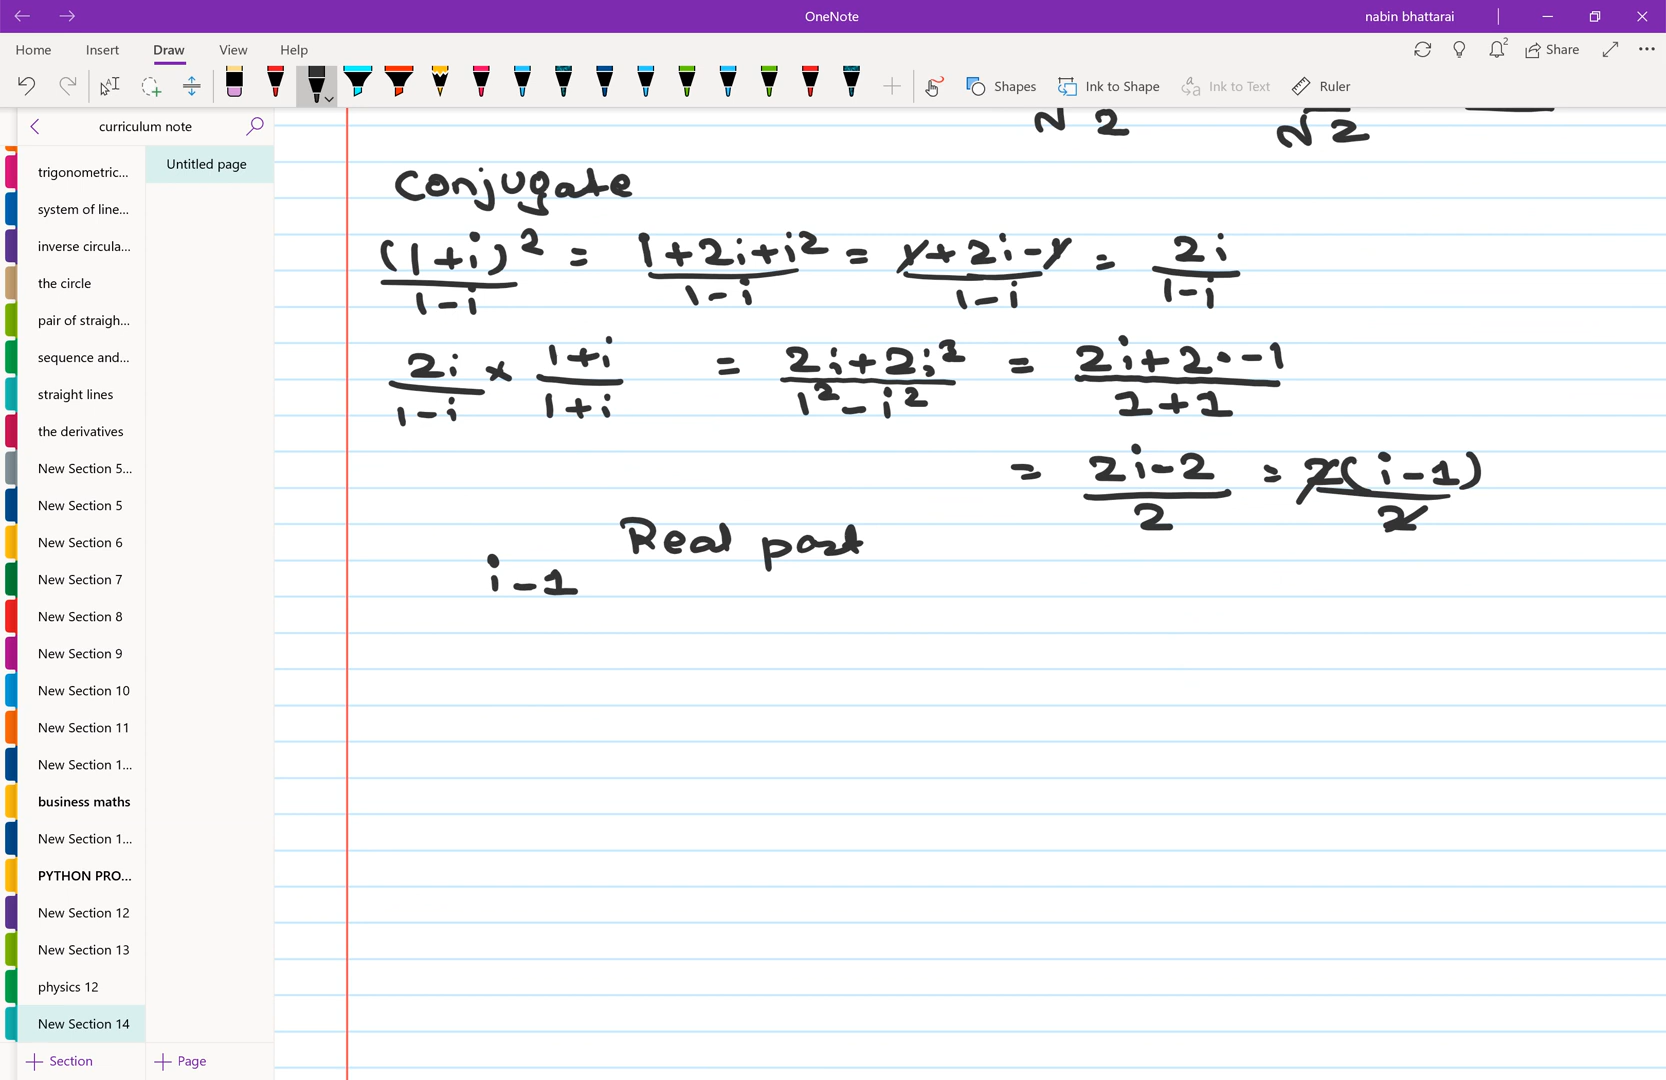 OneNote
nabin bhattarai
Home Insert Draw View Help
2
Share
Shapes
Ink to Shape
Ink to Text
Ruler
curriculum note
Untitled page
trigonometric...
system of line...
inverse circula...
the circle
pair of straigh...
sequence and...
straight lines
the derivatives
New Section 5...
New Section 5
New Section 6
New Section 7
New Section 8
New Section 9
New Section 10
New Section 11
New Section 1...
business maths
New Section 1...
PYTHON PRO...
New Section 12
New Section 13
physics 12
New Section 14
+ Section
+ Page
√2 √2
Conjugate
(1+i)²/1-i = 1+2i+i²/1-i = 1+2i-1/1-i = 2i/1-i
2i/1-i × 1+i/1+i = 2i+2i²/1²-i² = 2i+2·-1/1+1
= 2i-2/2 = 2(i-1)/2
Real part
i-1